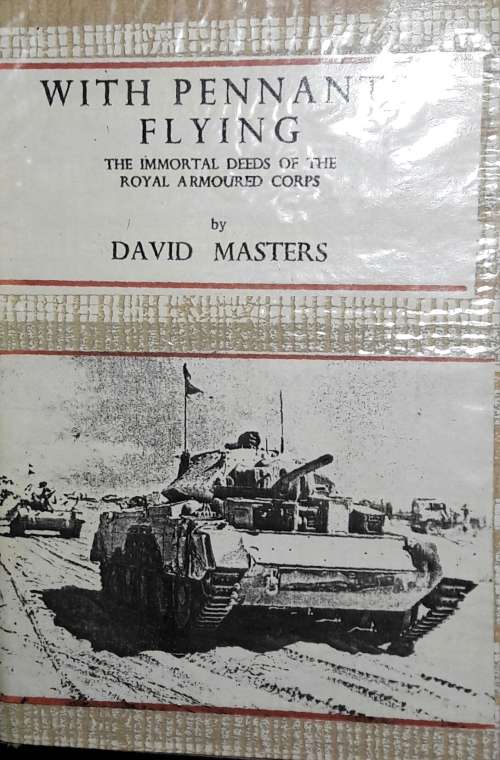 WITH PENNANT
FLYING
THE IMMORTAL DEEDS OF THE
ROYAL ARMOURED CORPS
by
DAVID MASTERS